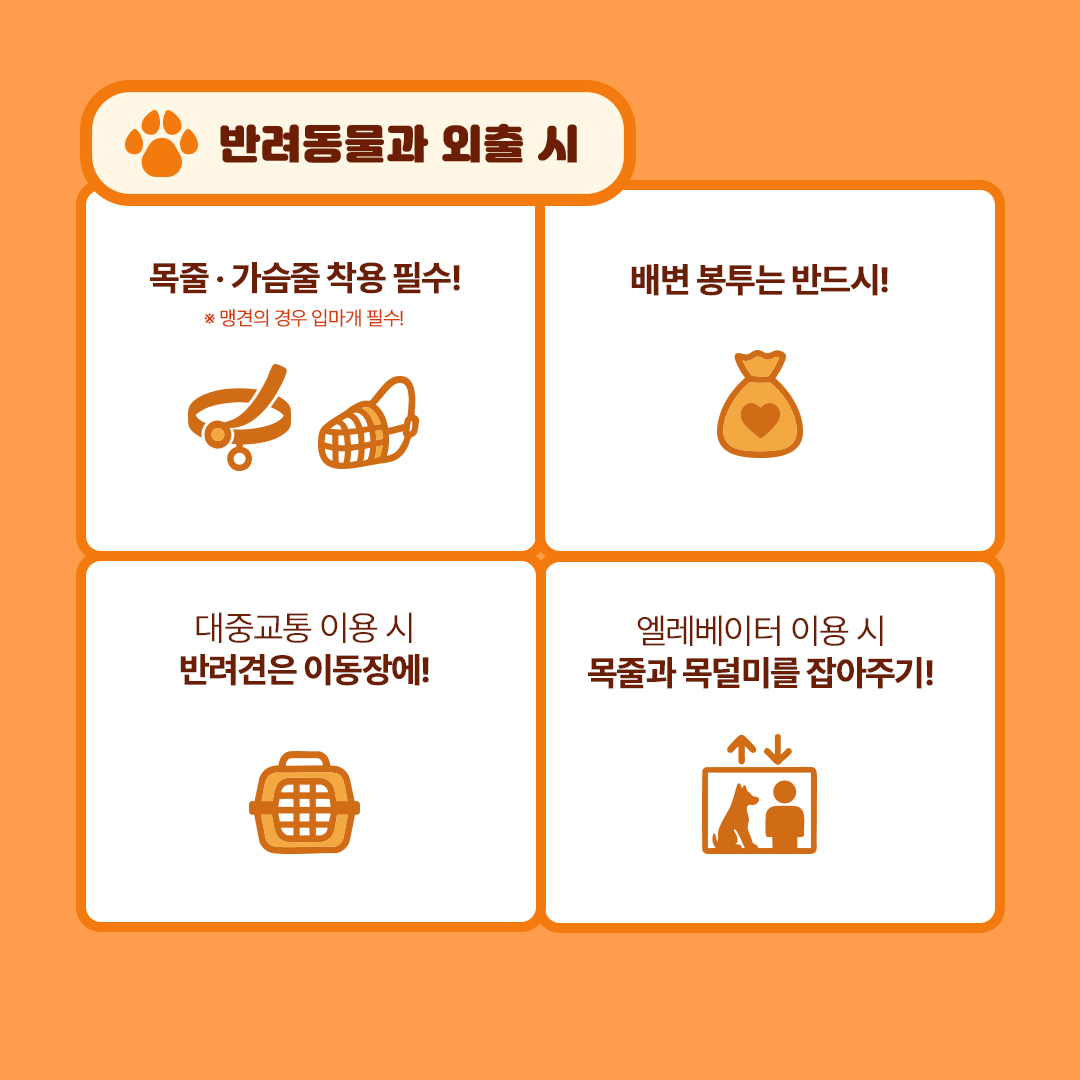 반려동물과 외출 시
목줄 · 가슴줄 착용 필수!
※ 맹견의 경우 입마개 필수!
배변 봉투는 반드시!
대중교통 이용 시
반려견은 이동장에!
엘레베이터 이용 시
목줄과 목덜미를 잡아주기!